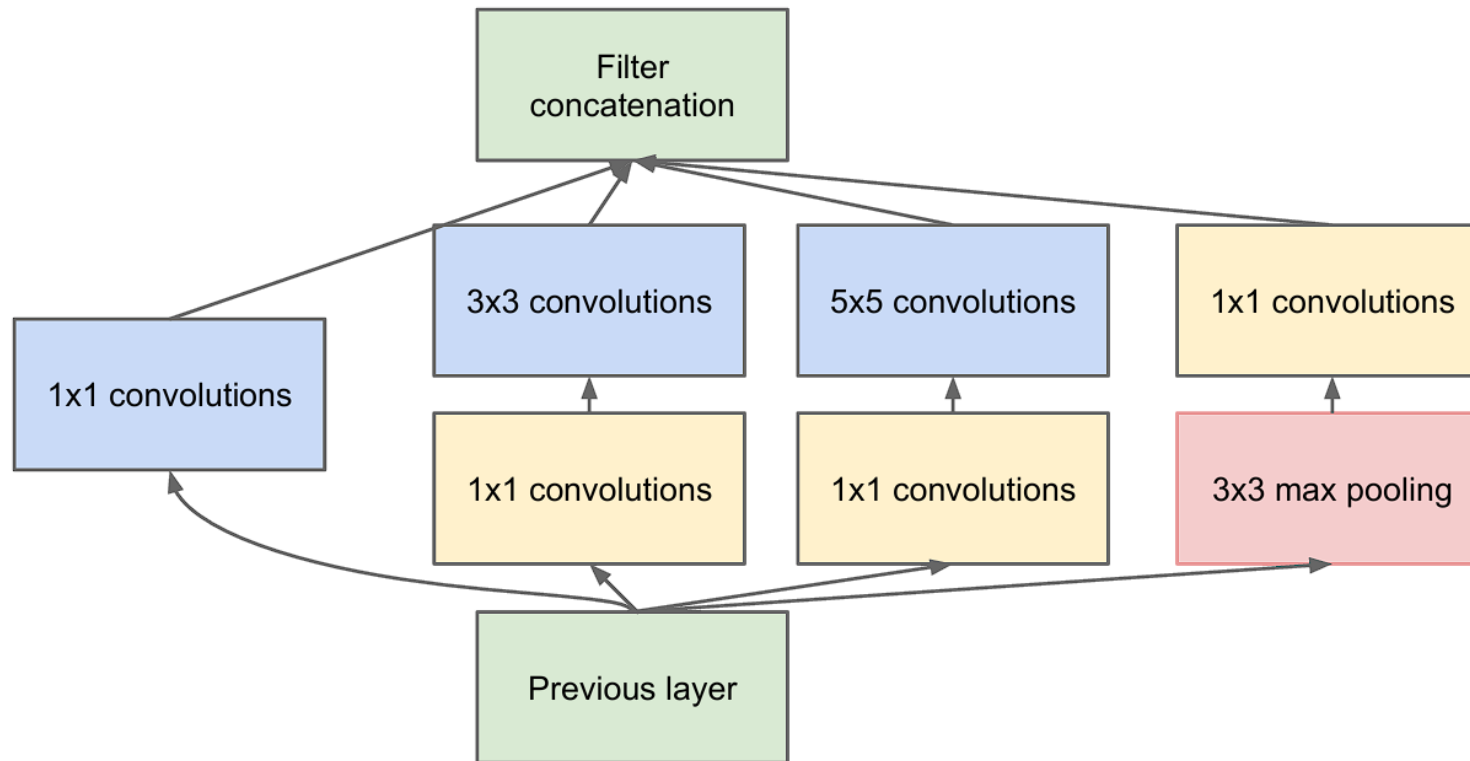 Filter
concatenation
3x3 convolutions
5x5 convolutions
1x1 convolutions
1x1 convolutions
1x1 convolutions
1x1 convolutions
3x3 max pooling
Previous layer